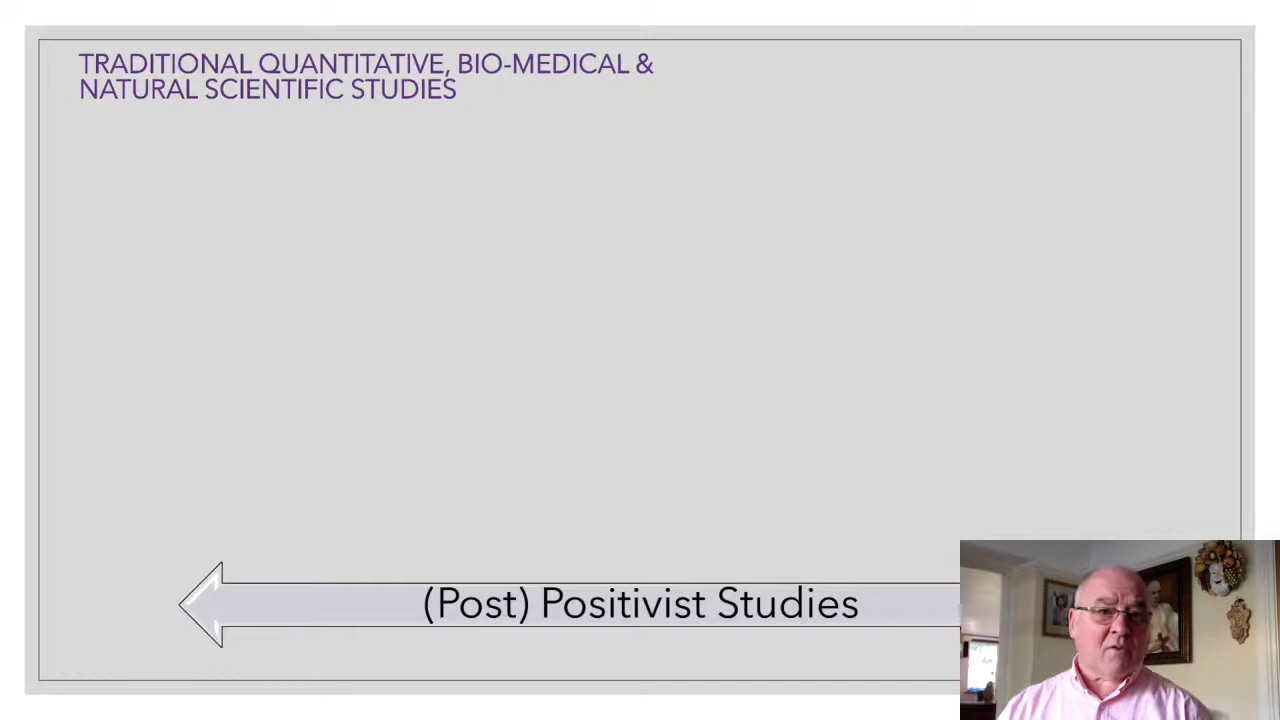 TRADITIONAL QUANTITATIVE, BIO-MEDICAL &
NATURAL SCIENTIFIC STUDIES
(Post) Positivist Studies